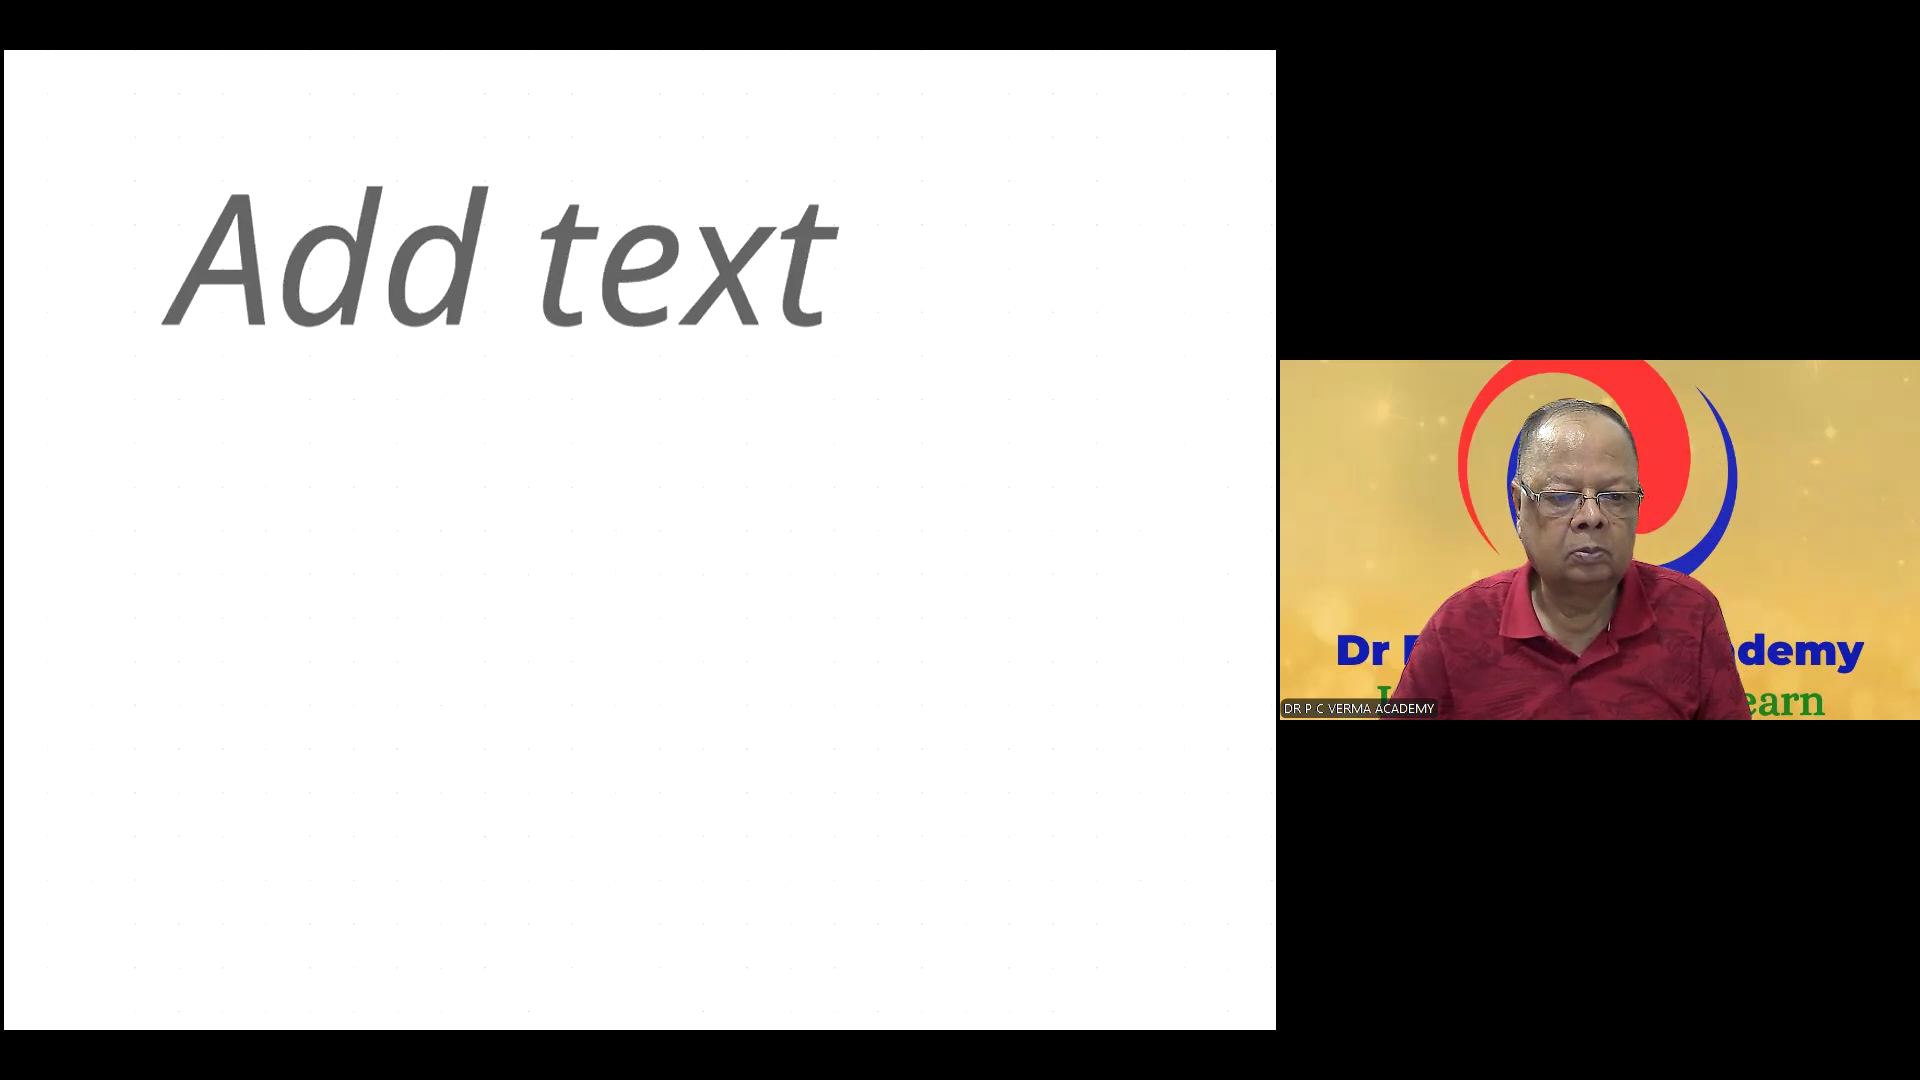 Add text
Dr
demy
earn
DR P C VERMA ACADEMY